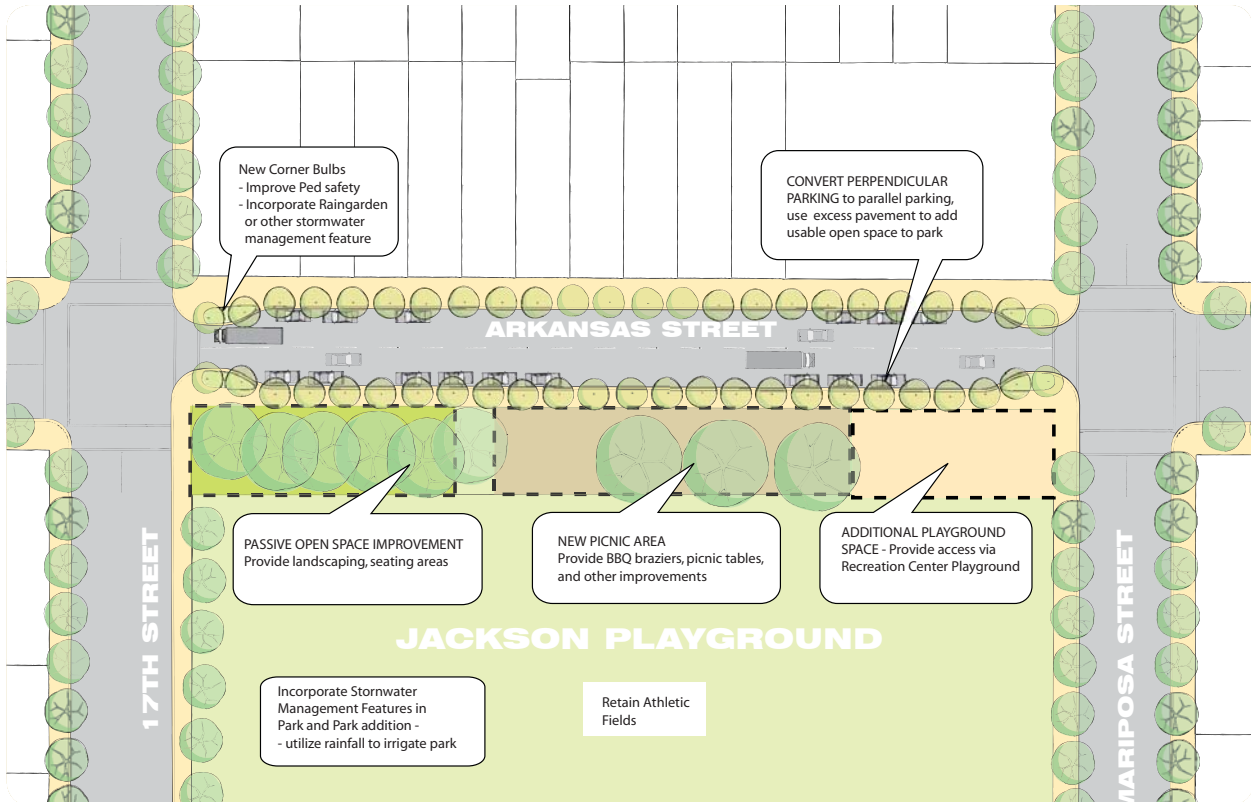 New Corner Bulbs
- Improve Ped safety
- Incorporate Raingarden
or other stormwater
management feature
CONVERT PERPENDICULAR
PARKING to parallel parking,
use excess pavement to add
usable open space to park
ARKANSAS STREET
PASSIVE OPEN SPACE IMPROVEMENT
Provide landscaping, seating areas
NEW PICNIC AREA
Provide BBQ braziers, picnic tables,
and other improvements
ADDITIONAL PLAYGROUND
SPACE - Provide access via
Recreation Center Playground
17TH STREET
MARIPOSA STREET
JACKSON PLAYGROUND
Incorporate Stornwater
Management Features in
Park and Park addition -
- utilize rainfall to irrigate park
Retain Athletic
Fields